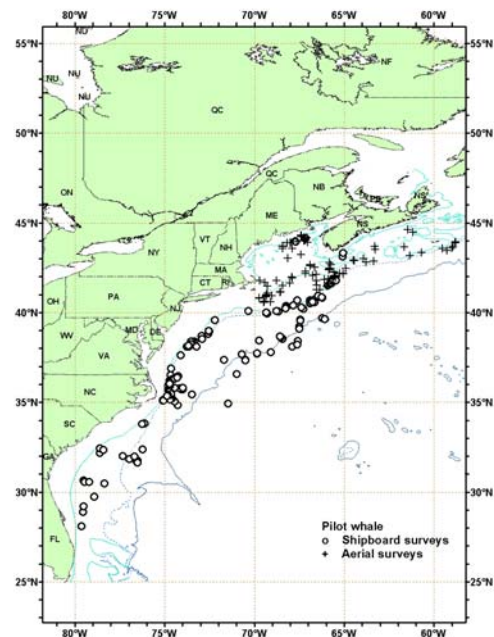 80°W 75°W 70°W 65°W 60°W
55°N 55°N
ND
NU
NU NU
NU
NF
QC
50°N 50°N
ON
QC
NB
NS
ME
NS
45°N 45°N
VT
NH
NY
MA
CT RI
PA
NJ
40°N 40°N
OH
MD
DE
WV
VA
NC
35°N 35°N
SC
GA
30°N 30°N
Pilot whale
Shipboard surveys
FL
Aerial surveys
25°N 25°N
80°W 75°W 70°W 65°W 60°W